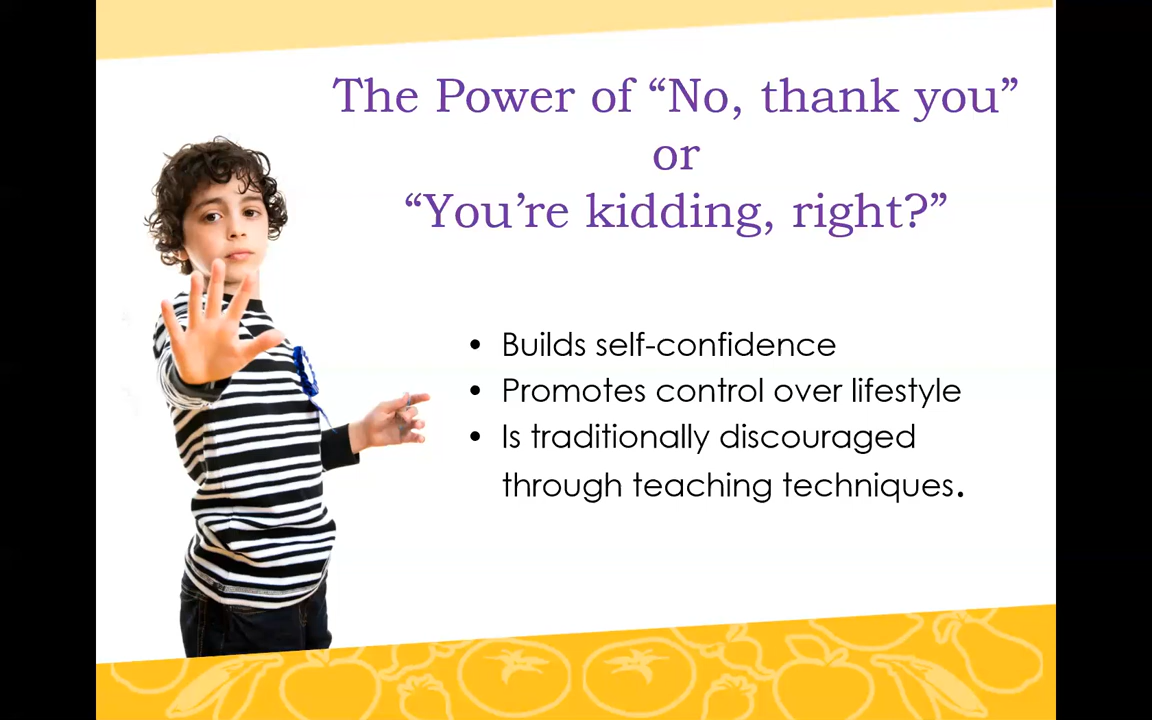 The Power of “No, thank you”
or
“You’re kidding, right?”
• Builds self-confidence
• Promotes control over lifestyle
• Is traditionally discouraged
through teaching techniques.